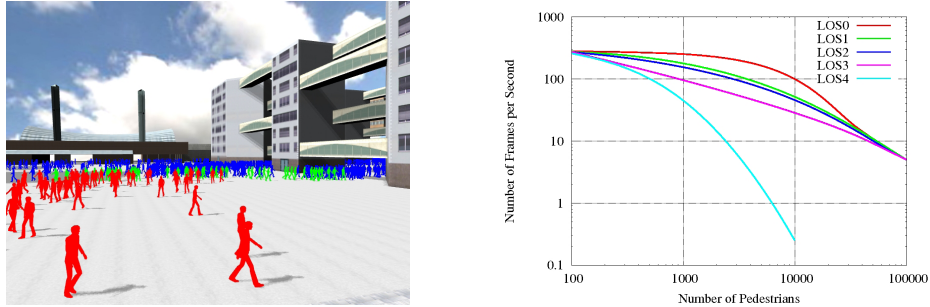 1000
100
10
1
0.1
Number of Frames per Second
LOS0
LOS1
LOS2
LOS3
LOS4
100
1000
10000
100000
Number of Pedestrians